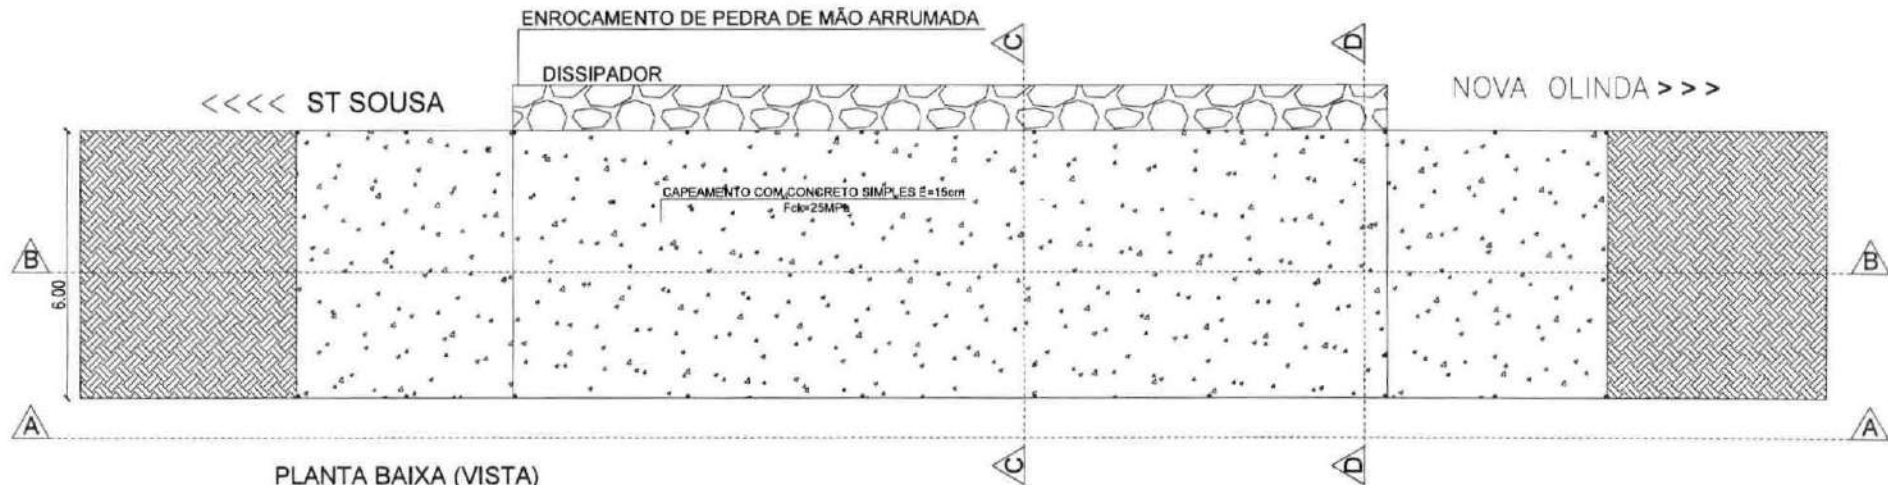 ENROCAMENTO DE PEDRA DE MÃO ARRUMADA
C
D
DISSIPADOR
<<<< ST SOUSA
NOVA OLINDA >>>
CAPEAMENTO COM CONCRETO SIMPLES E=15cm
Fck=25MPa
B
B
6.00
A
A
C
D
PLANTA BAIXA (VISTA)